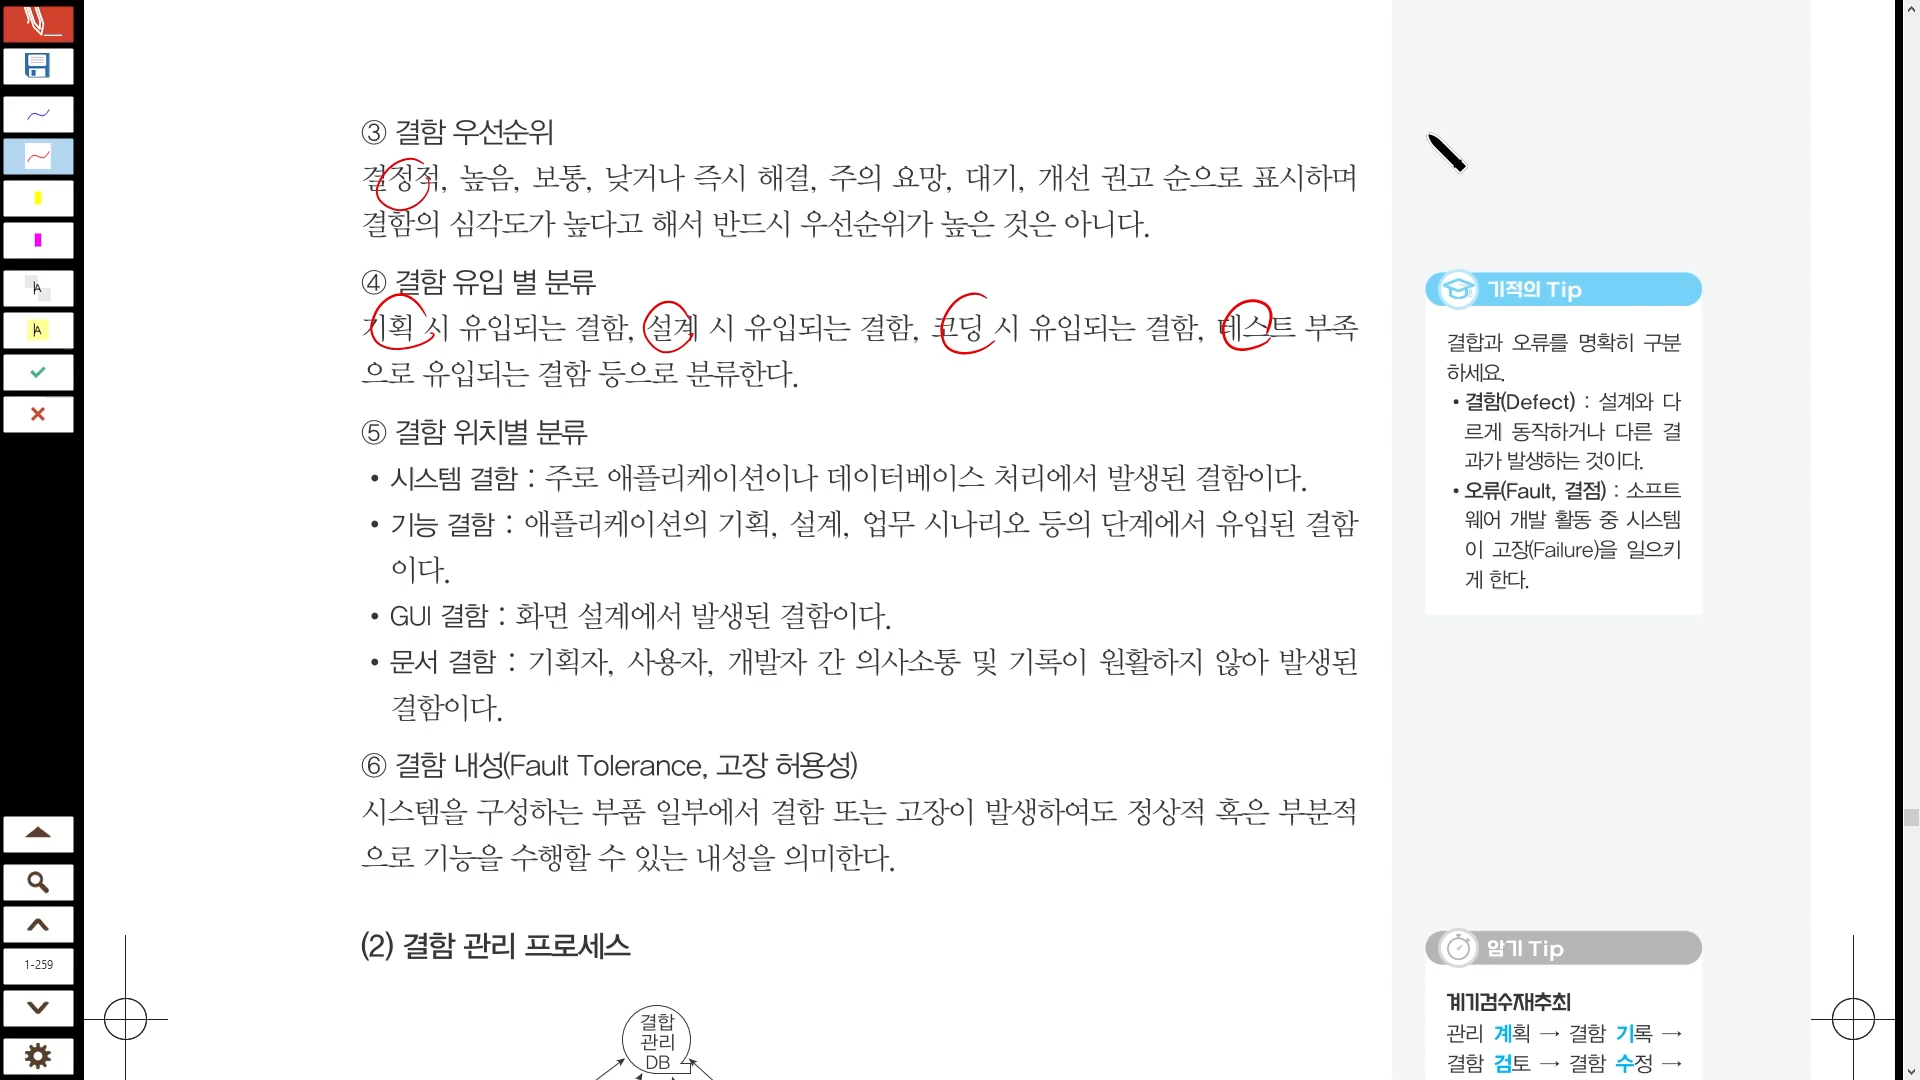 ③ 결함 우선순위
결정적, 높음, 보통, 낮거나 즉시 해결, 주의 요망, 대기, 개선 권고 순으로 표시하며
결함의 심각도가 높다고 해서 반드시 우선순위가 높은 것은 아니다.
④ 결함 유입 별 분류
기획 시 유입되는 결함, 설계 시 유입되는 결함, 코딩 시 유입되는 결함, 테스트 부족
으로 유입되는 결함 등으로 분류한다.
⑤ 결함 위치별 분류
• 시스템 결함 : 주로 애플리케이션이나 데이터베이스 처리에서 발생된 결함이다.
• 기능 결함 : 애플리케이션의 기획, 설계, 업무 시나리오 등의 단계에서 유입된 결함
이다.
• GUI 결함 : 화면 설계에서 발생된 결함이다.
• 문서 결함 : 기획자, 사용자, 개발자 간 의사소통 및 기록이 원활하지 않아 발생된
결함이다.
⑥ 결함 내성(Fault Tolerance, 고장 허용성)
시스템을 구성하는 부품 일부에서 결함 또는 고장이 발생하여도 정상적 혹은 부분적
으로 기능을 수행할 수 있는 내성을 의미한다.
(2) 결함 관리 프로세스
결합
관리
DB
기적의 Tip
결합과 오류를 명확히 구분
하세요.
• 결함(Defect) : 설계와 다
르게 동작하거나 다른 결
과가 발생하는 것이다.
• 오류(Fault, 결점) : 소프트
웨어 개발 활동 중 시스템
이 고장(Failure)을 일으키
게 한다.
암기 Tip
계기검수재추최
관리 계획 → 결함 기록 →
결함 검토 → 결함 수정 →
A
A
1-259